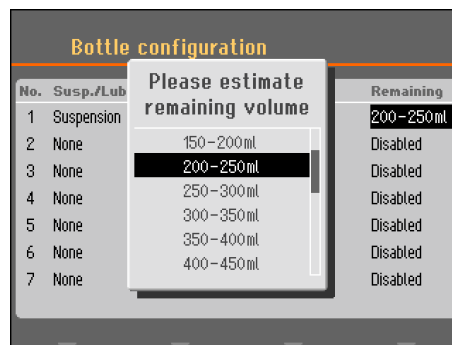 Bottle configuration
No. Susp./Lub Remaining
Please estimate
remaining volume
1 Suspension 200-250ml
2 None Disabled
3 None Disabled
4 None Disabled
5 None Disabled
6 None Disabled
7 None Disabled
150-200ml
200-250ml
250-300ml
300-350ml
350-400ml
400-450ml